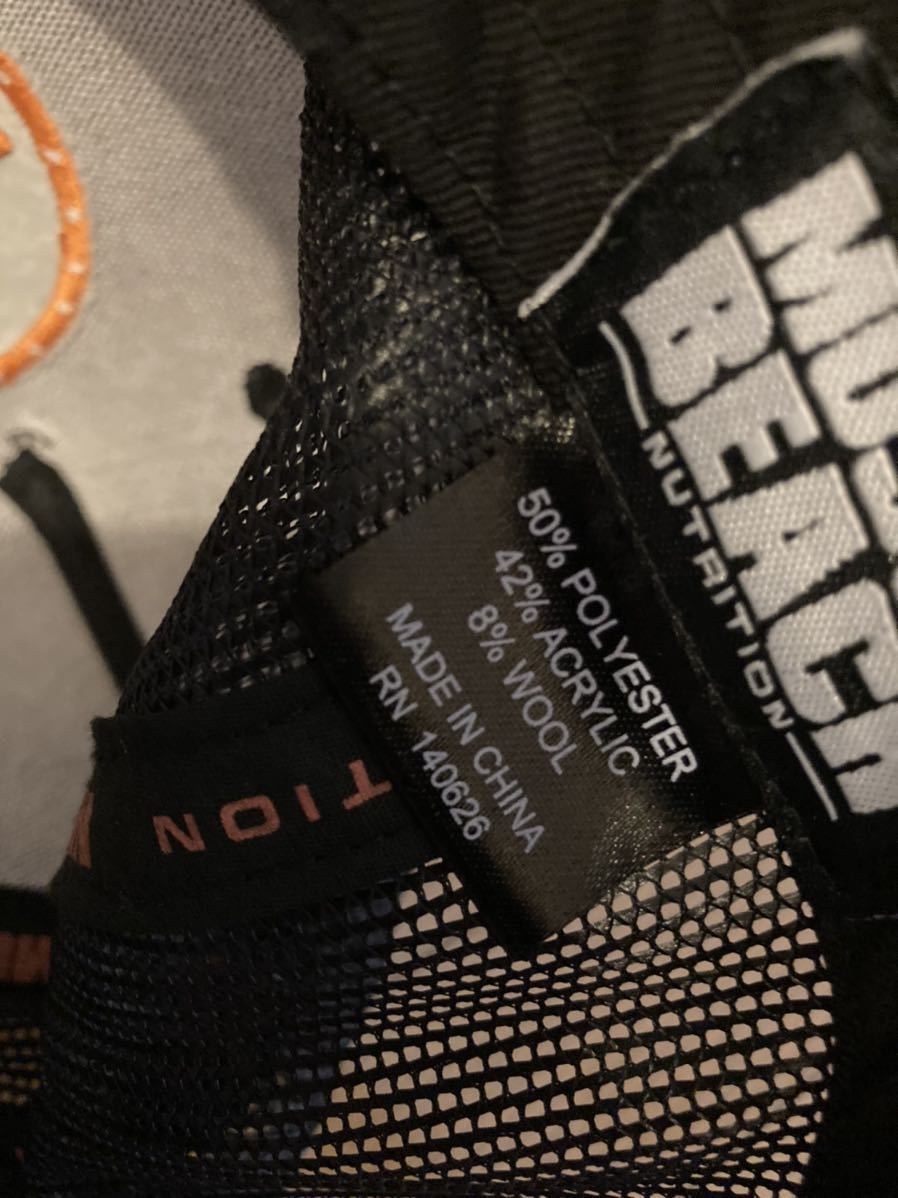 BEACH
NUTRITION
50% POLYESTER
42% ACRYLIC
8% WOOL
MADE IN CHINA
RN 140626
TION